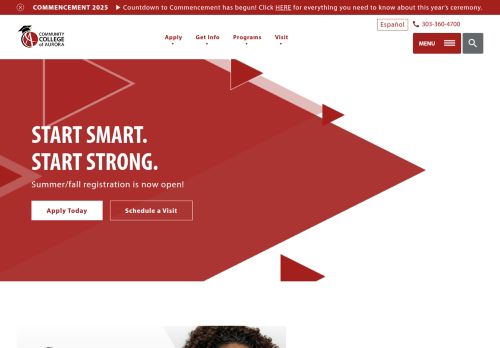 COMMENCEMENT 2025 ▶ Countdown to Commencement has begun! Click HERE for everything you need to know about this year's ceremony.
Español 303-360-4700
COMMUNITY
COLLEGE
of AURORA
Apply Get Info Programs Visit
MENU
START SMART.
START STRONG.
Summer/fall registration is now open!
Apply Today Schedule a Visit